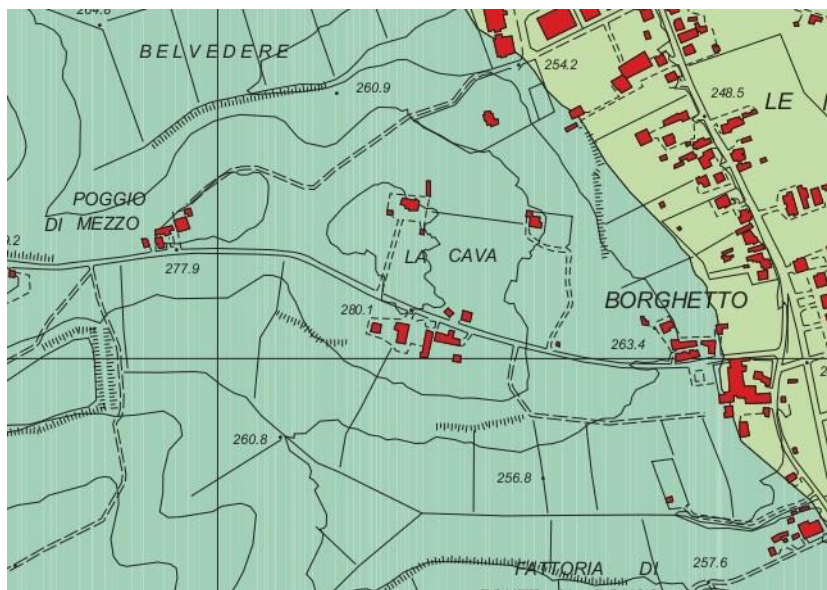 BELVEDERE
260.9
254.2
248.5
LE
POGGIO
DI MEZZO
277.9
LA CAVA
280.1
BORGHETTO
263.4
260.8
256.8
FATTORIA DI
257.6